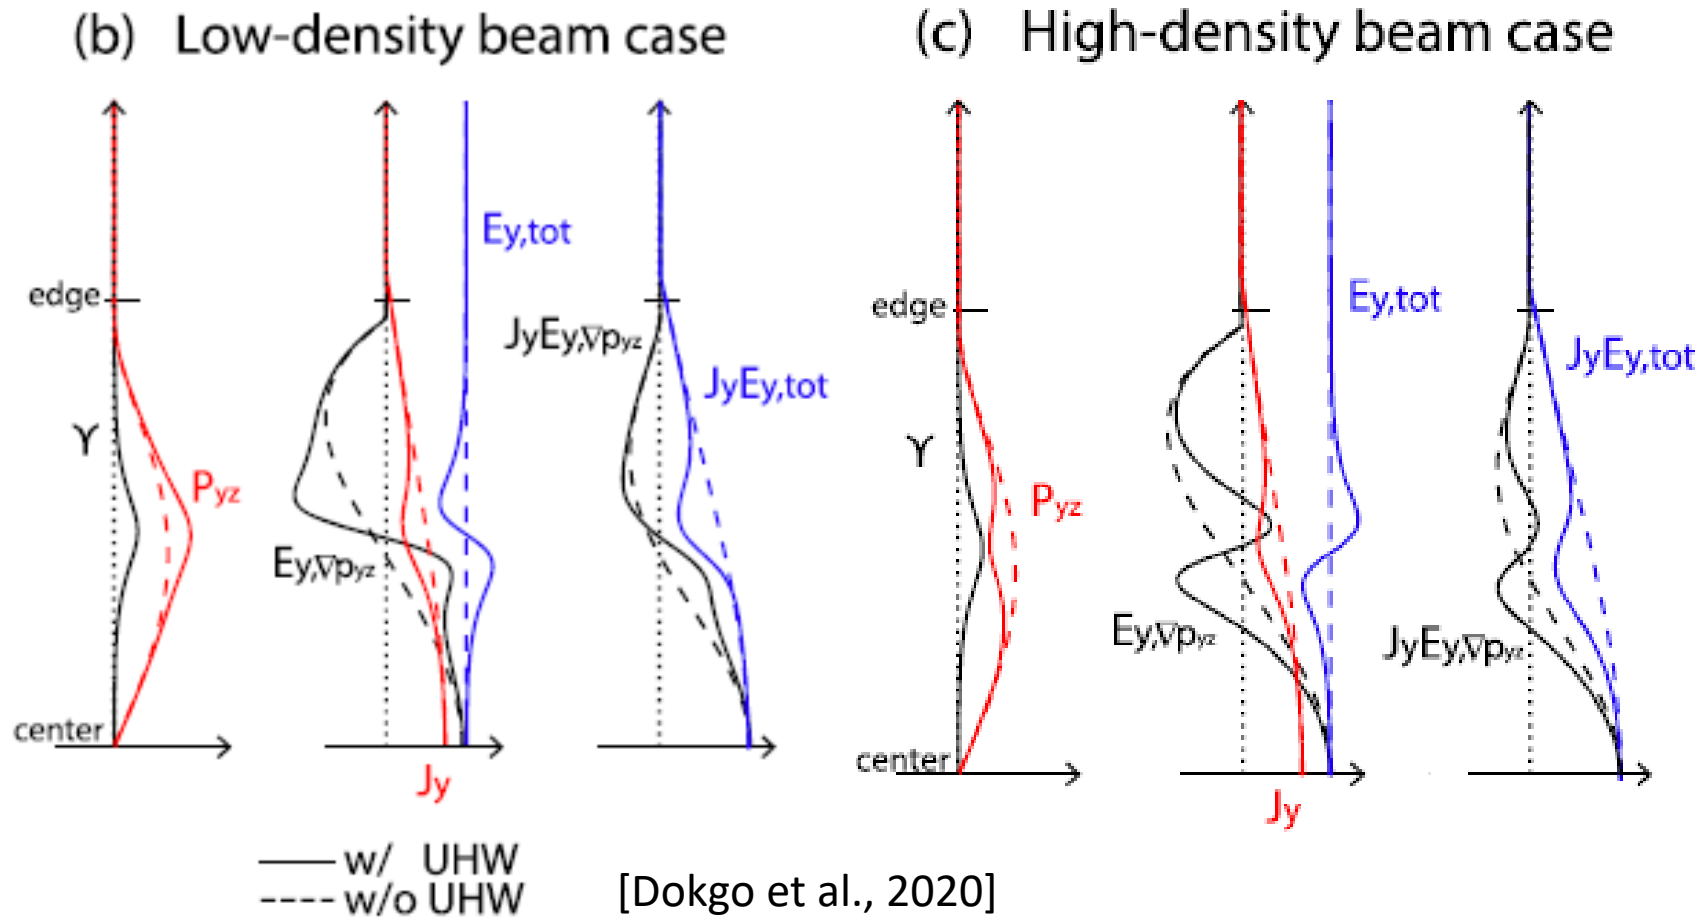 (b) Low-density beam case
Ey,tot
edge
JyEy,∇pyz
JyEy,tot
γ
Pyz
Ey,∇pyz
center
Jy
w/ UHW
w/o UHW
(c) High-density beam case
Ey,tot
edge
JyEy,tot
γ
Pyz
Ey,∇pyz
JyEy,∇pyz
center
Jy
[Dokgo et al., 2020]